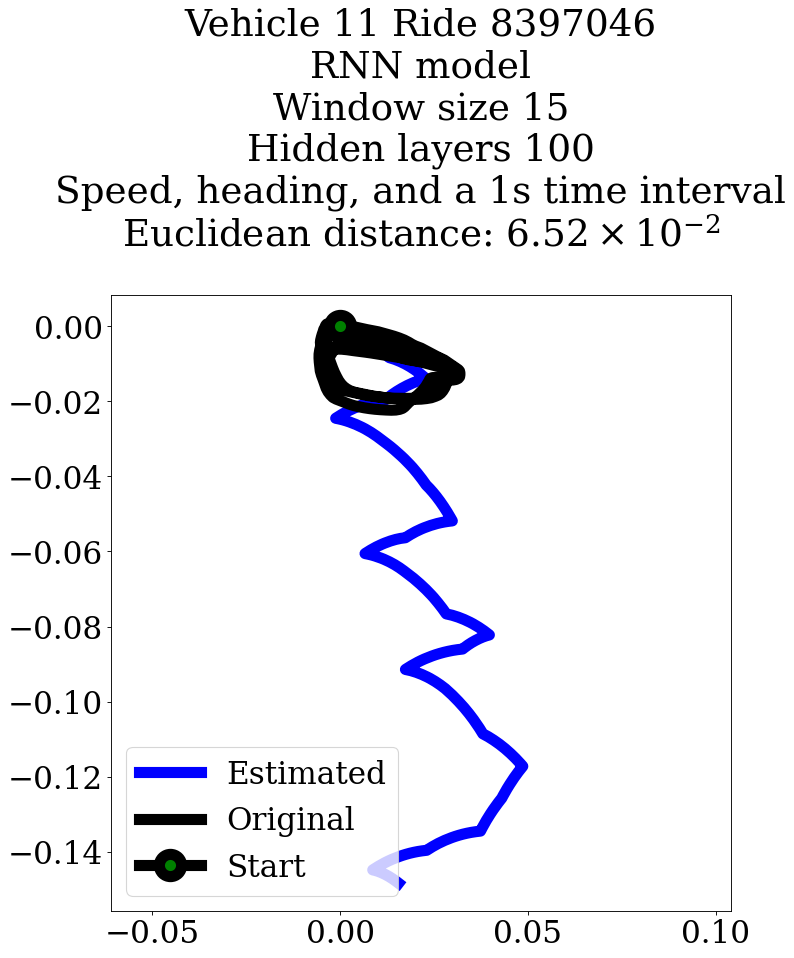 Vehicle 11 Ride 8397046
RNN model
Window size 15
Hidden layers 100
Speed, heading, and a 1s time interval
Euclidean distance: 6.52 × 10⁻²
0.00
−0.02
−0.04
−0.06
−0.08
−0.10
−0.12
−0.14
Estimated
Original
Start
−0.05 0.00 0.05 0.10